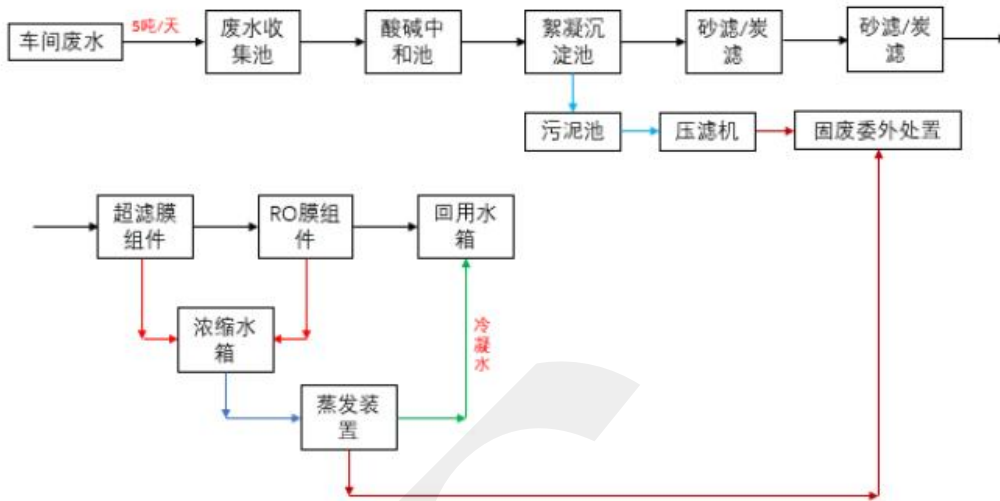 车间废水
5吨/天
废水收
集池
酸碱中
和池
絮凝沉
淀池
砂滤/炭
滤
砂滤/炭
滤
污泥池
压滤机
固废委外处置
超滤膜
组件
RO膜组
件
回用水
箱
浓缩水
箱
冷
凝
水
蒸发装
置